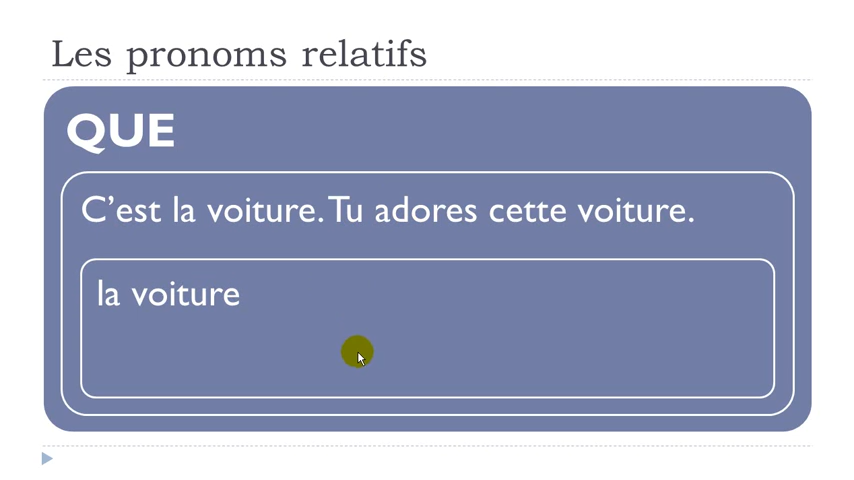 Les pronoms relatifs
QUE
C’est la voiture. Tu adores cette voiture.
la voiture